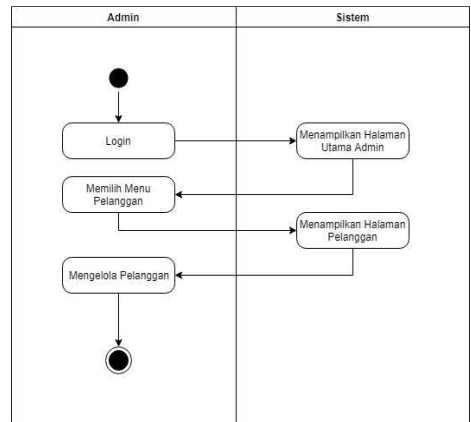 Admin
Sistem
Login
Menampilkan Halaman
Utama Admin
Memilih Menu
Pelanggan
Menampilkan Halaman
Pelanggan
Mengelola Pelanggan